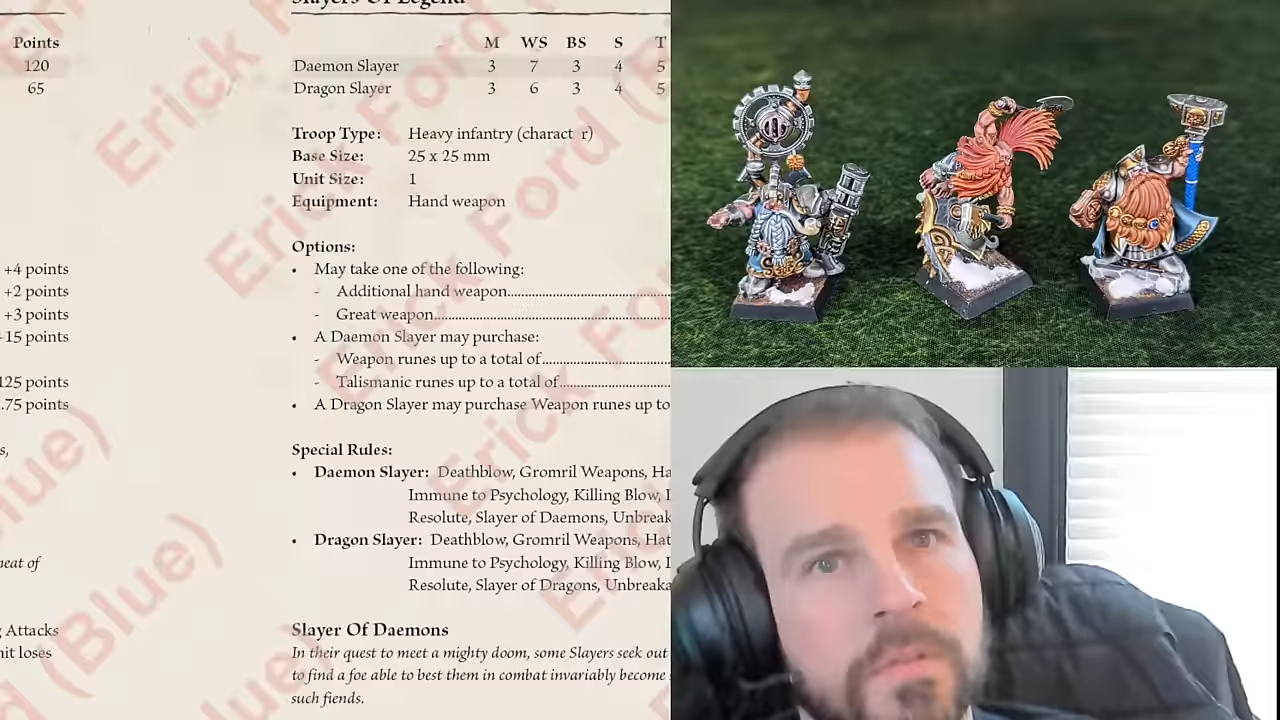 Points
120
65
+4 points
+2 points
+3 points
+15 points
125 points
.75 points
s,
neat of
g Attacks
nit loses
Slayers Of Legend
M WS BS S T
Daemon Slayer 3 7 3 4 5
Dragon Slayer 3 6 3 4 5
Troop Type: Heavy infantry (charact r)
Base Size: 25 x 25 mm
Unit Size: 1
Equipment: Hand weapon
Options:
• May take one of the following:
- Additional hand weapon
- Great weapon
• A Daemon Slayer may purchase:
- Weapon runes up to a total of
- Talismanic runes up to a total of
• A Dragon Slayer may purchase Weapon runes up to
Special Rules:
• Daemon Slayer: Deathblow, Gromril Weapons, Ha
Immune to Psychology, Killing Blow,
Resolute, Slayer of Daemons, Unbreak
• Dragon Slayer: Deathblow, Gromril Weapons, Hat
Immune to Psychology, Killing Blow,
Resolute, Slayer of Dragons, Unbreaka
Slayer Of Daemons
In their quest to meet a mighty doom, some Slayers seek out
to find a foe able to best them in combat invariably become
such fiends.
Erick Ford (Blue)